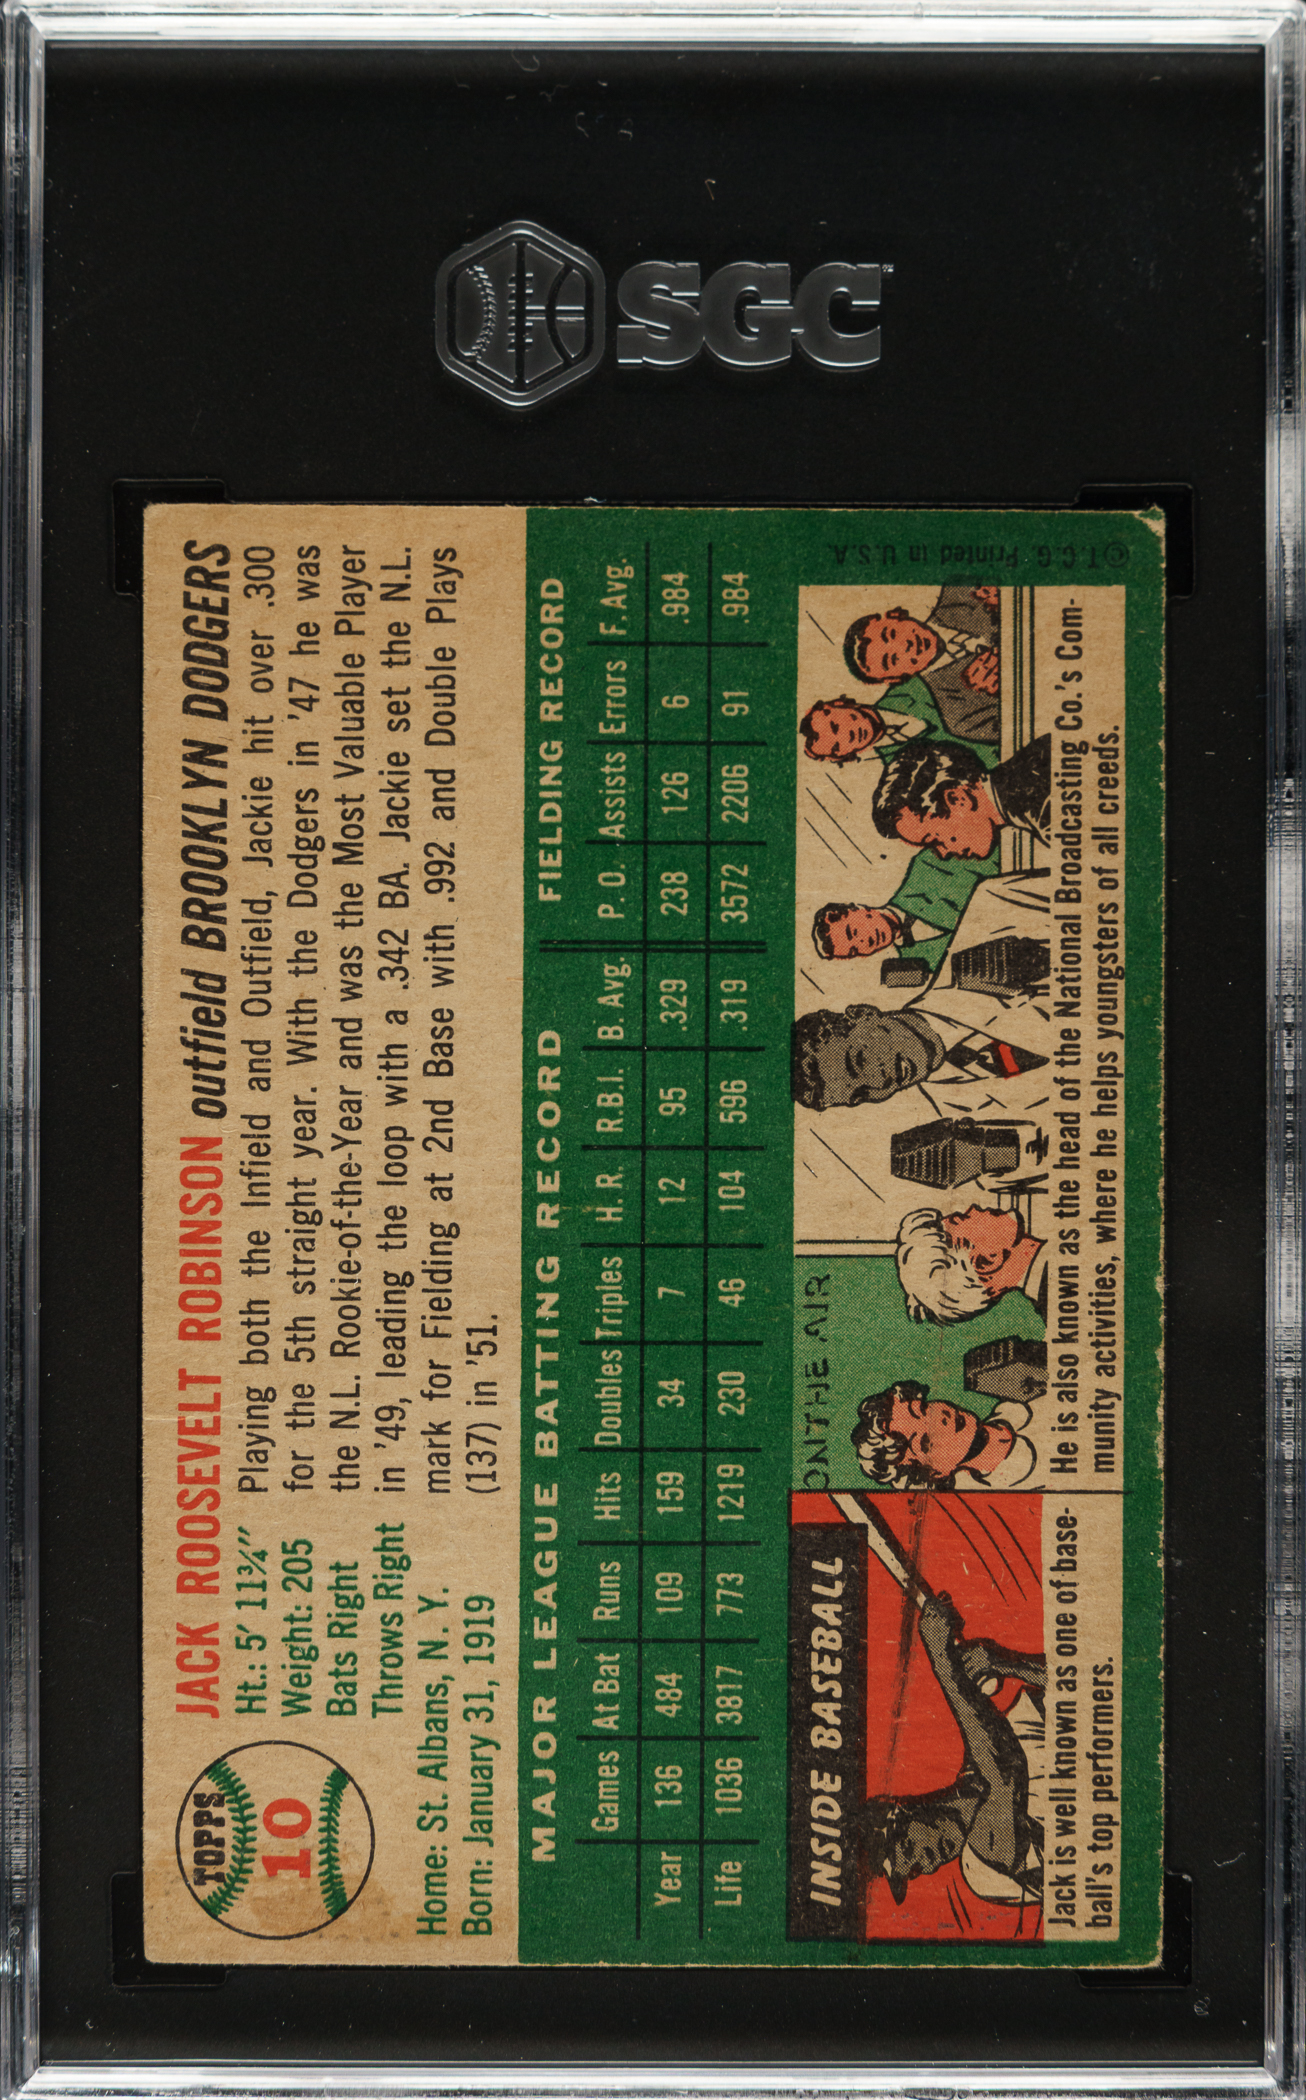 SGC
TOPPS
10
JACK ROOSEVELT ROBINSON outfield BROOKLYN DODGERS
Ht.: 5' 11¾"
Weight: 205
Bats Right
Throws Right
Home: St. Albans, N. Y.
Born: January 31, 1919
Playing both the Infield and Outfield, Jackie hit over .300
for the 5th straight year. With the Dodgers in '47 he was
the N.L. Rookie-of-the-Year and was the Most Valuable Player
in '49, leading the loop with a .342 BA. Jackie set the N.L.
mark for Fielding at 2nd Base with .992 and Double Plays
(137) in '51.
MAJOR LEAGUE BATTING RECORD FIELDING RECORD
Games At Bat Runs Hits Doubles Triples H.R. R.B.I. B. Avg. P. O. Assists Errors F. Avg.
Year 136 484 109 159 34 7 12 95 .329 238 126 6 .984
Life 1036 3817 773 1219 230 46 104 596 .319 3572 2206 91 .984
INSIDE BASEBALL
ON THE AIR
Jack is well known as one of base-
ball's top performers.
He is also known as the head of the National Broadcasting Co.'s Com-
munity activities, where he helps youngsters of all creeds.
© T.C.G. Printed in U.S.A.